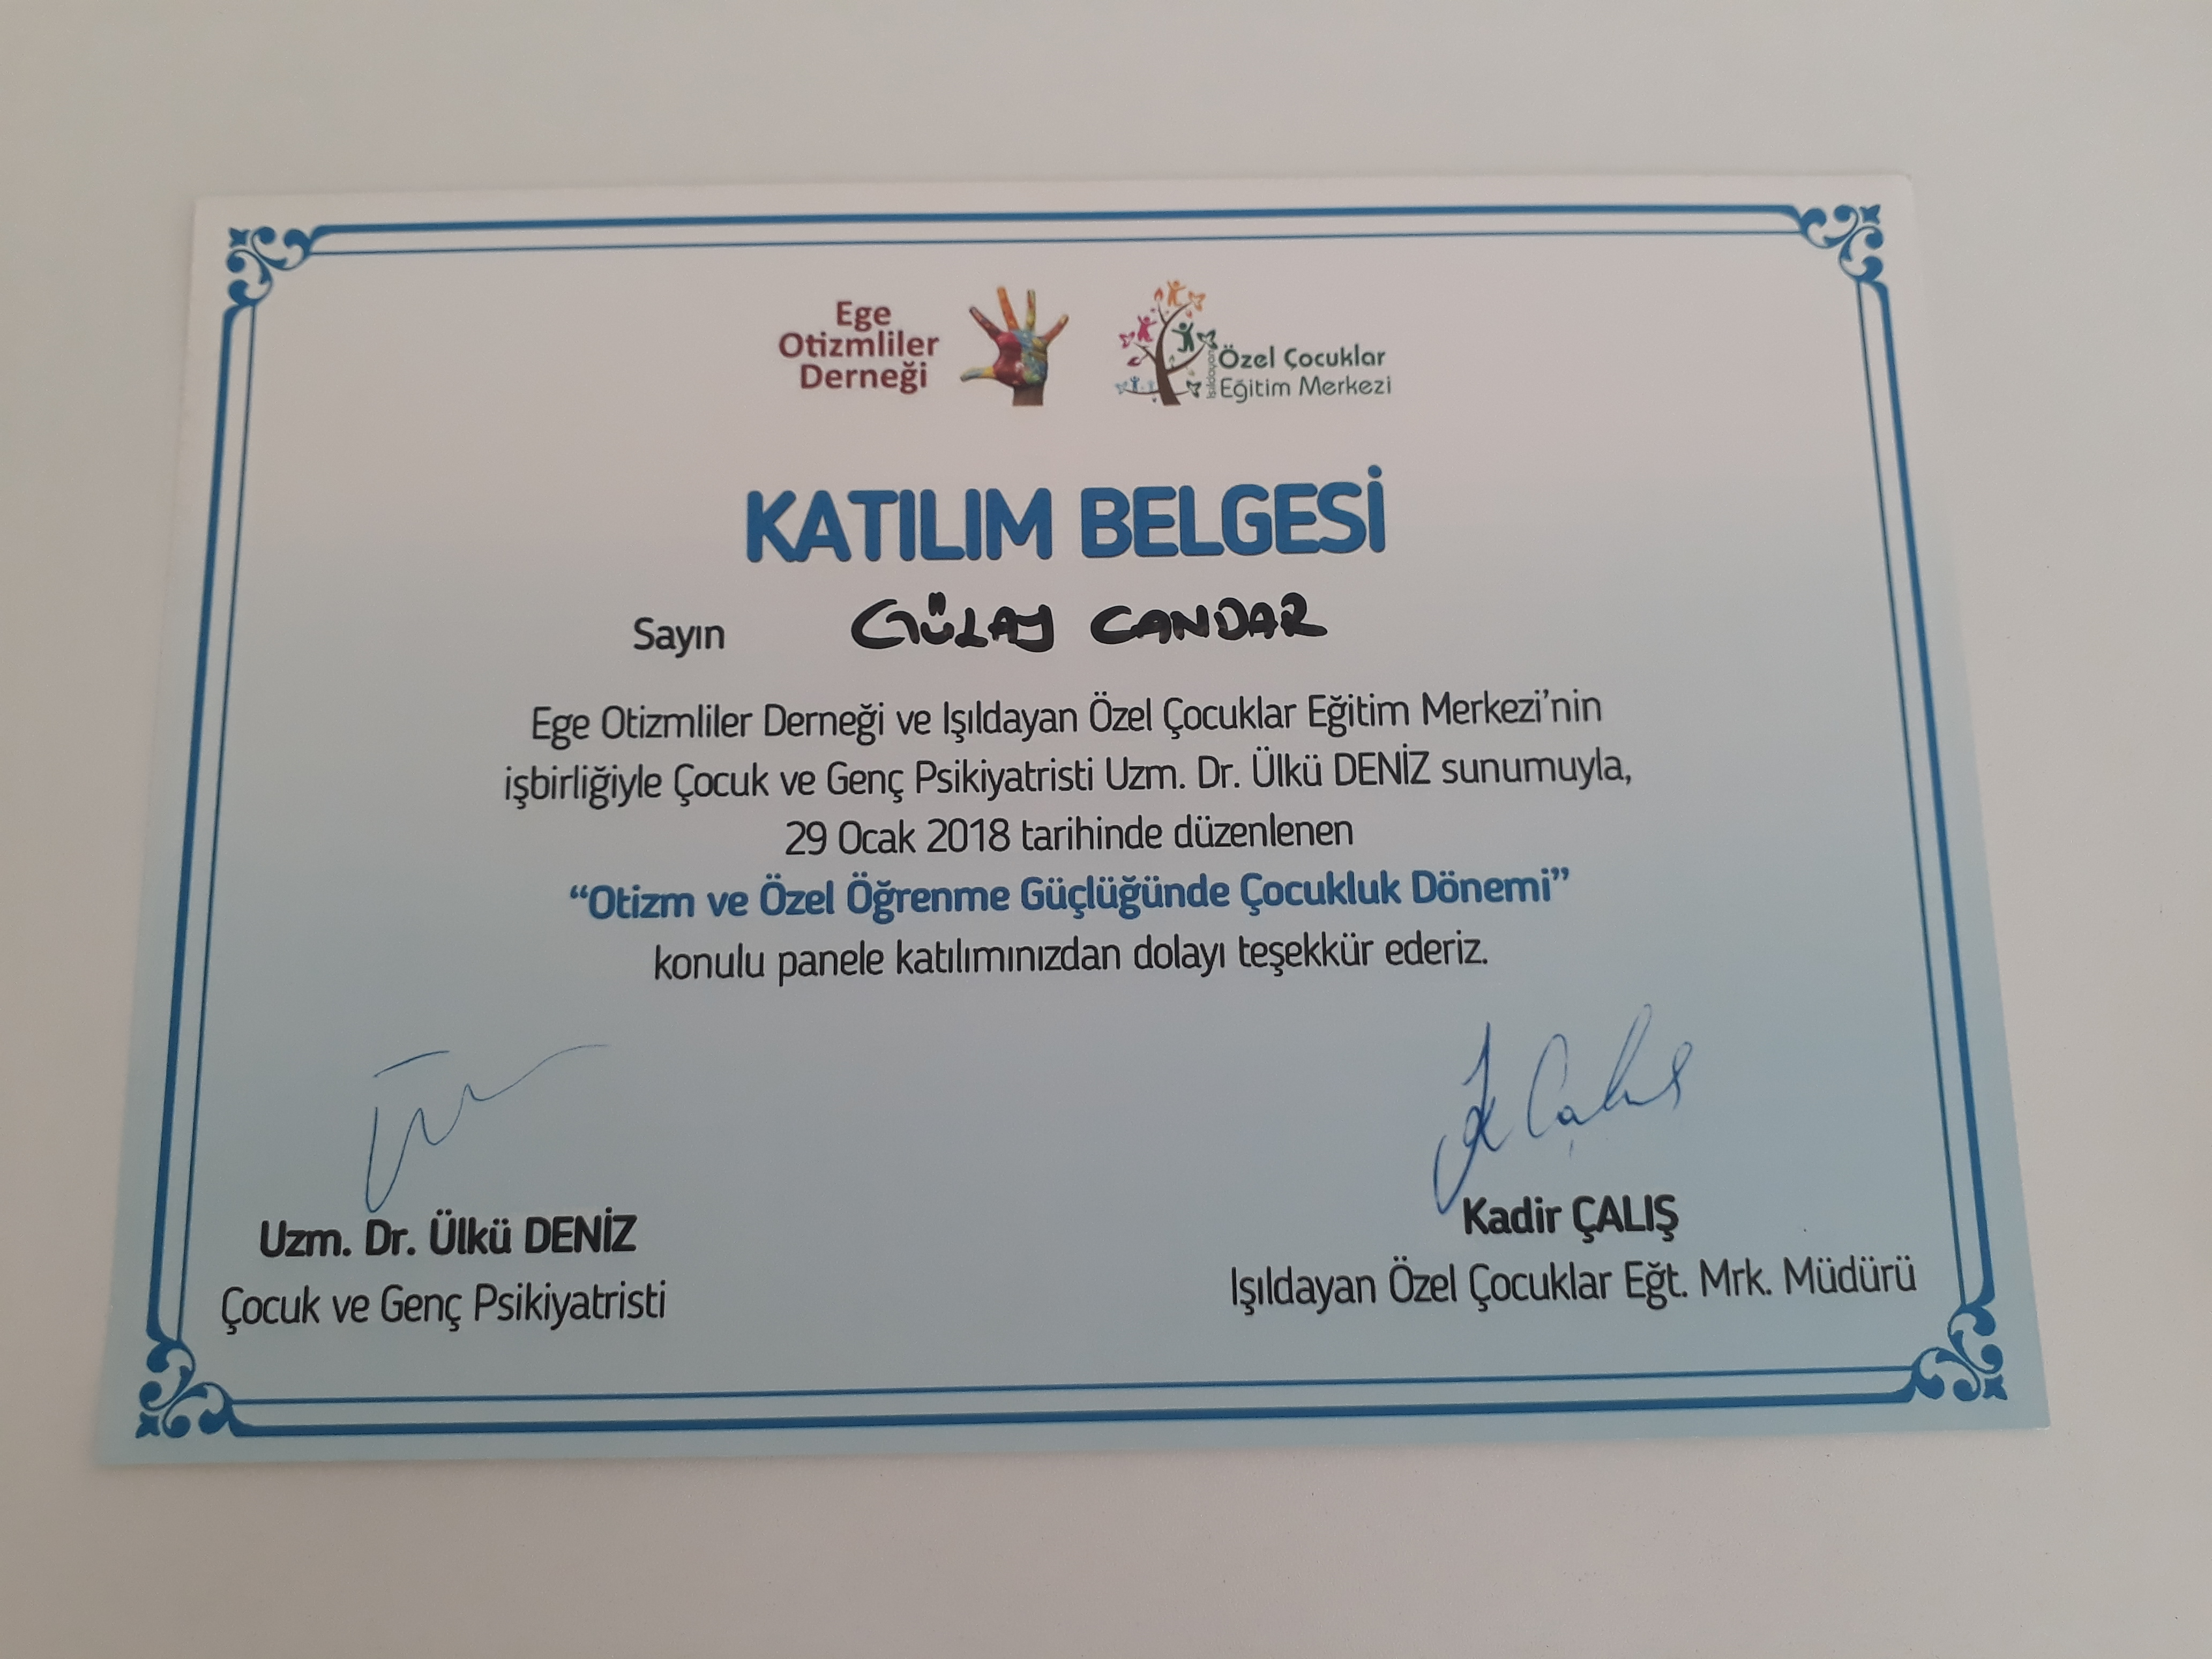 Ege
Otizmliler
Derneği
Işıldayan
Özel Çocuklar
Eğitim Merkezi
KATILIM BELGESİ
Sayın GÜLAY CANDAR
Ege Otizmliler Derneği ve Işıldayan Özel Çocuklar Eğitim Merkezi'nin
işbirliğiyle Çocuk ve Genç Psikiyatristi Uzm. Dr. Ülkü DENİZ sunumuyla,
29 Ocak 2018 tarihinde düzenlenen
“Otizm ve Özel Öğrenme Güçlüğünde Çocukluk Dönemi”
konulu panele katılımınızdan dolayı teşekkür ederiz.
Uzm. Dr. Ülkü DENİZ
Çocuk ve Genç Psikiyatristi
K Çalış
Kadir ÇALIŞ
Işıldayan Özel Çocuklar Eğt. Mrk. Müdürü